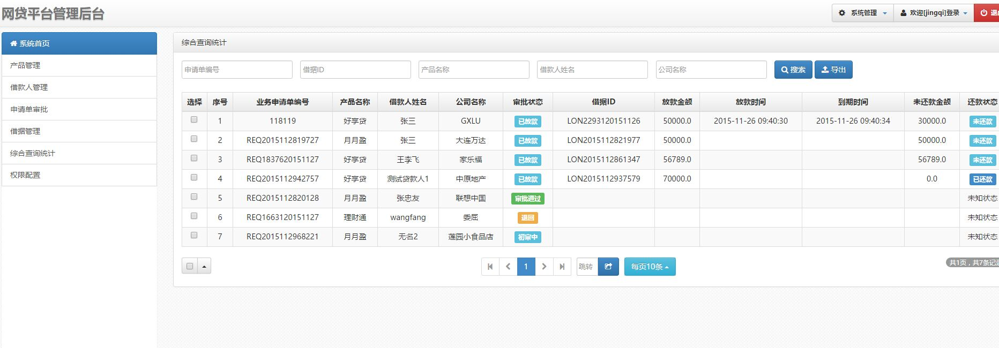 网贷平台管理后台
系统管理 欢迎[jingqi]登录
系统首页
产品管理
借款人管理
申请单审批
借据管理
综合查询统计
权限配置
综合查询统计
申请单编号 借据ID 产品名称 借款人姓名 公司名称 搜索 导出
选择 序号 业务申请单编号 产品名称 借款人姓名 公司名称 审批状态 借据ID 放款金额 放款时间 到期时间 未还款金额 还款状态
1 118119 好享贷 张三 GXLU 已放款 LON2293120151126 50000.0 2015-11-26 09:40:30 2015-11-26 09:40:34 30000.0 未还款
2 REQ2015112819727 月月盈 张三 大连万达 已放款 LON2015112821977 50000.0 50000.0 未还款
3 REQ1837620151127 好享贷 王李飞 家乐福 已放款 LON2015112861347 56789.0 56789.0 未还款
4 REQ2015112942757 好享贷 测试贷款人1 中原地产 已放款 LON2015112937579 70000.0 0.0 已还款
5 REQ2015112820128 月月盈 张忠友 联想中国 审批通过 未知状态
6 REQ1663120151127 理财通 wangfang 委屈 退回 未知状态
7 REQ2015112968221 月月盈 无名2 莲园小食品店 初审中 未知状态
1 跳转 每页10条 共1页，共7条记录